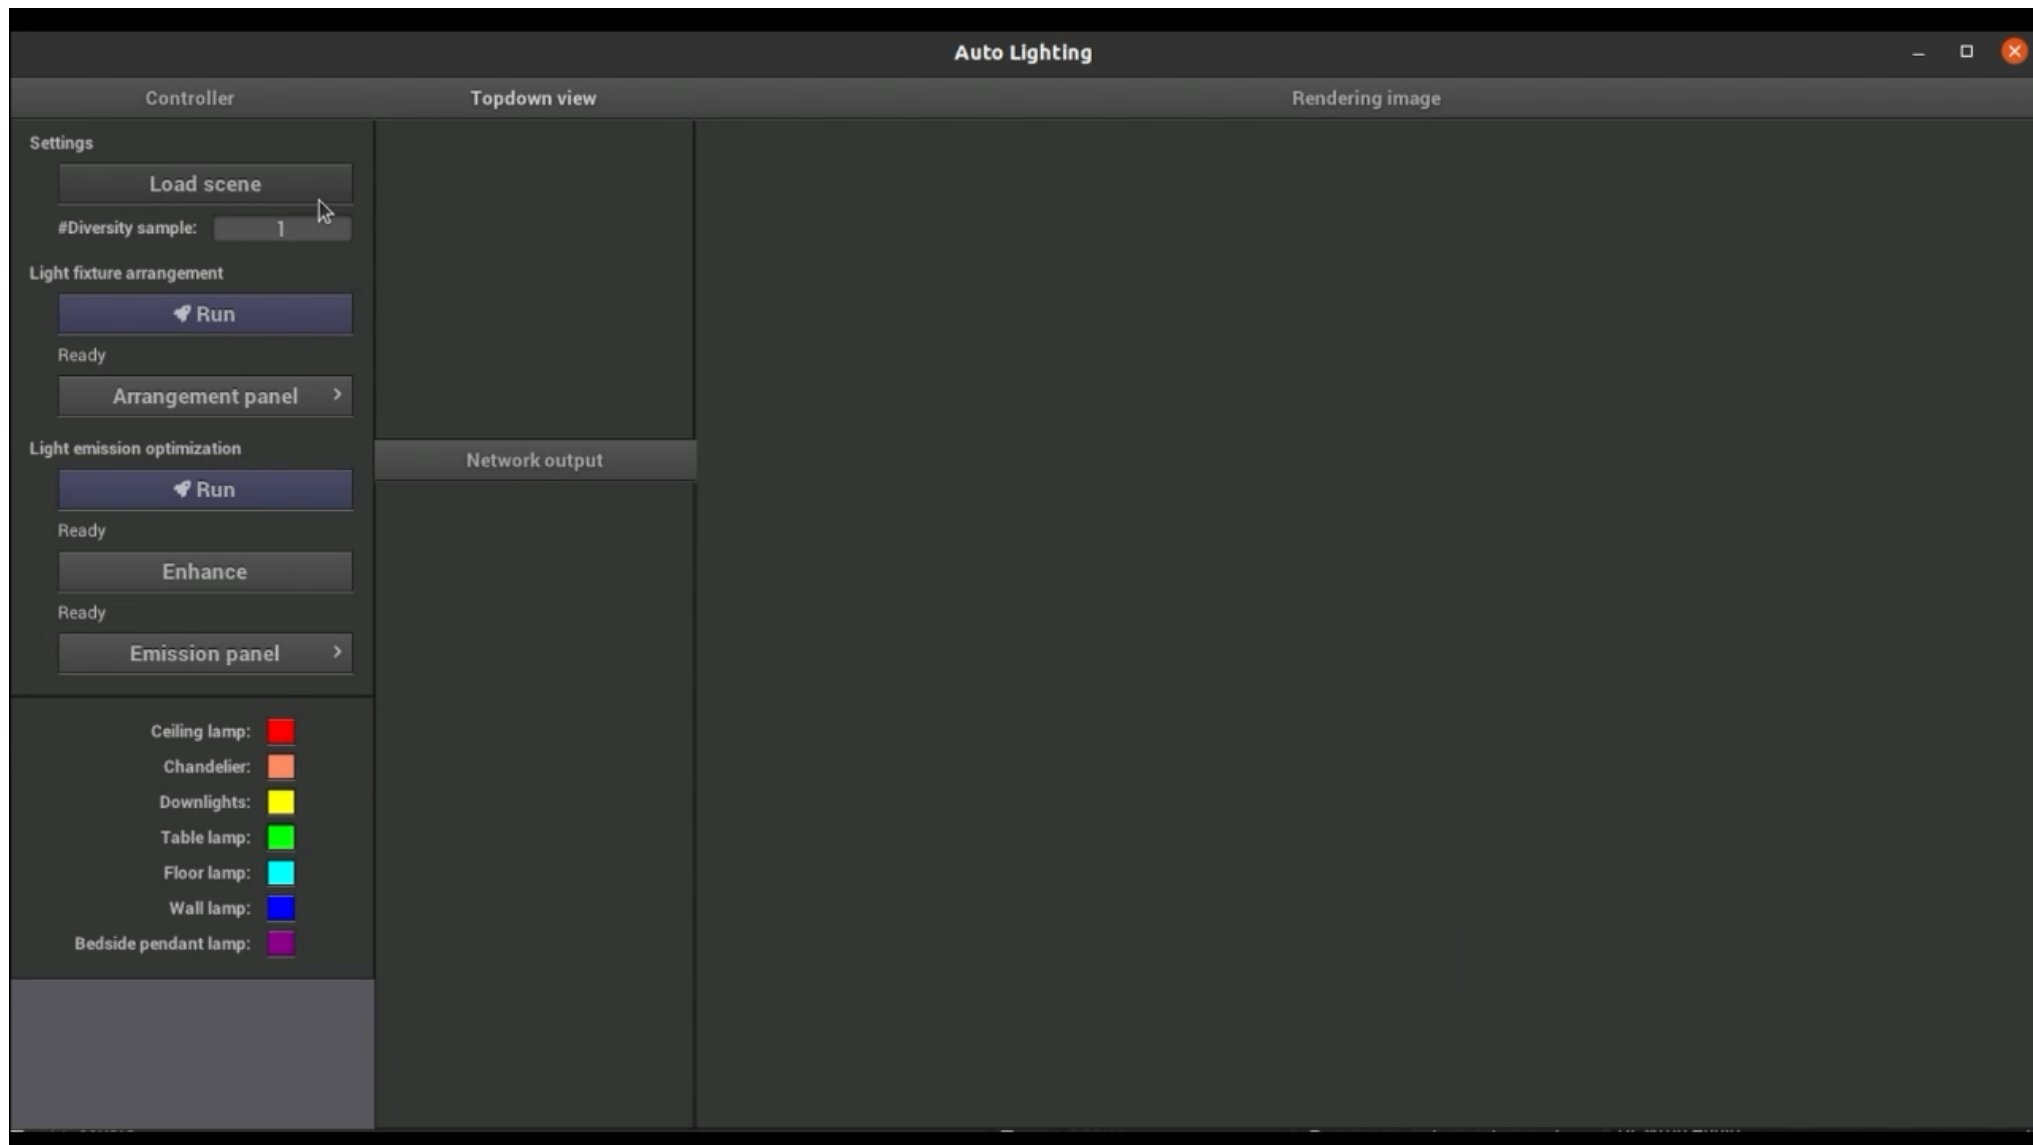 Auto Lighting
Controller
Topdown view
Rendering image
Settings
Load scene
#Diversity sample: 1
Light fixture arrangement
Run
Ready
Arrangement panel
Light emission optimization
Run
Ready
Enhance
Ready
Emission panel
Network output
Ceiling lamp:
Chandelier:
Downlights:
Table lamp:
Floor lamp:
Wall lamp:
Bedside pendant lamp: